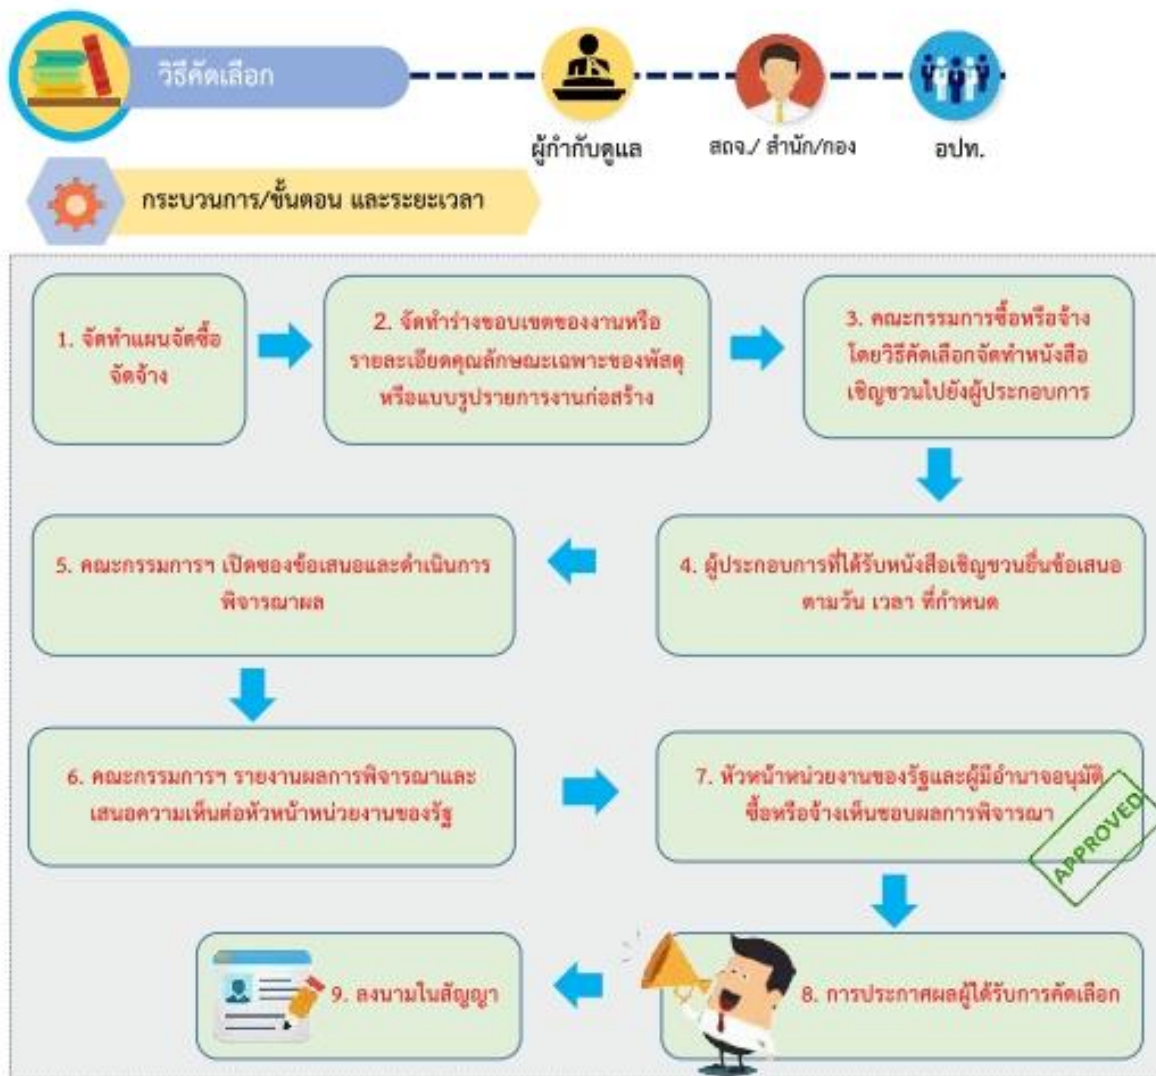 วิธีคัดเลือก
ผู้กำกับดูแล
สถจ./ สำนัก/กอง
อปท.
กระบวนการ/ขั้นตอน และระยะเวลา
1. จัดทำแผนจัดซื้อ
จัดจ้าง
2. จัดทำร่างขอบเขตของงานหรือ
รายละเอียดคุณลักษณะเฉพาะของพัสดุ
หรือแบบรูปรายการงานก่อสร้าง
3. คณะกรรมการซื้อหรือจ้าง
โดยวิธีคัดเลือกจัดทำหนังสือ
เชิญชวนไปยังผู้ประกอบการ
4. ผู้ประกอบการที่ได้รับหนังสือเชิญชวนยื่นข้อเสนอ
ตามวัน เวลา ที่กำหนด
5. คณะกรรมการฯ เปิดซองข้อเสนอและดำเนินการ
พิจารณาผล
6. คณะกรรมการฯ รายงานผลการพิจารณาและ
เสนอความเห็นต่อหัวหน้าหน่วยงานของรัฐ
7. หัวหน้าหน่วยงานของรัฐและผู้มีอำนาจอนุมัติ
ซื้อหรือจ้างเห็นชอบผลการพิจารณา
APPROVED
8. การประกาศผลผู้ได้รับการคัดเลือก
9. ลงนามในสัญญา